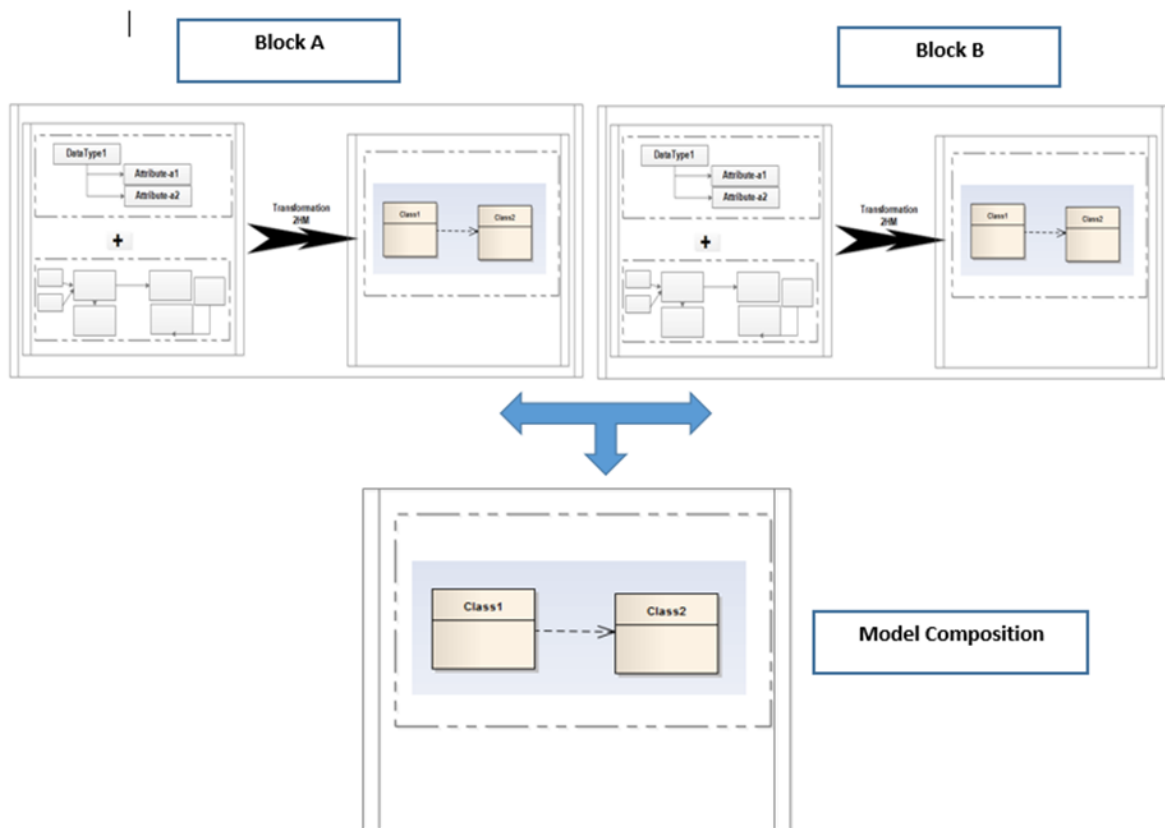 Block A
Block B
DataType1
Attribute-a1
Attribute-a2
+
Transformation
2HM
Class1
Class2
DataType1
Attribute-a1
Attribute-a2
+
Transformation
2HM
Class1
Class2
Class1
Class2
Model Composition